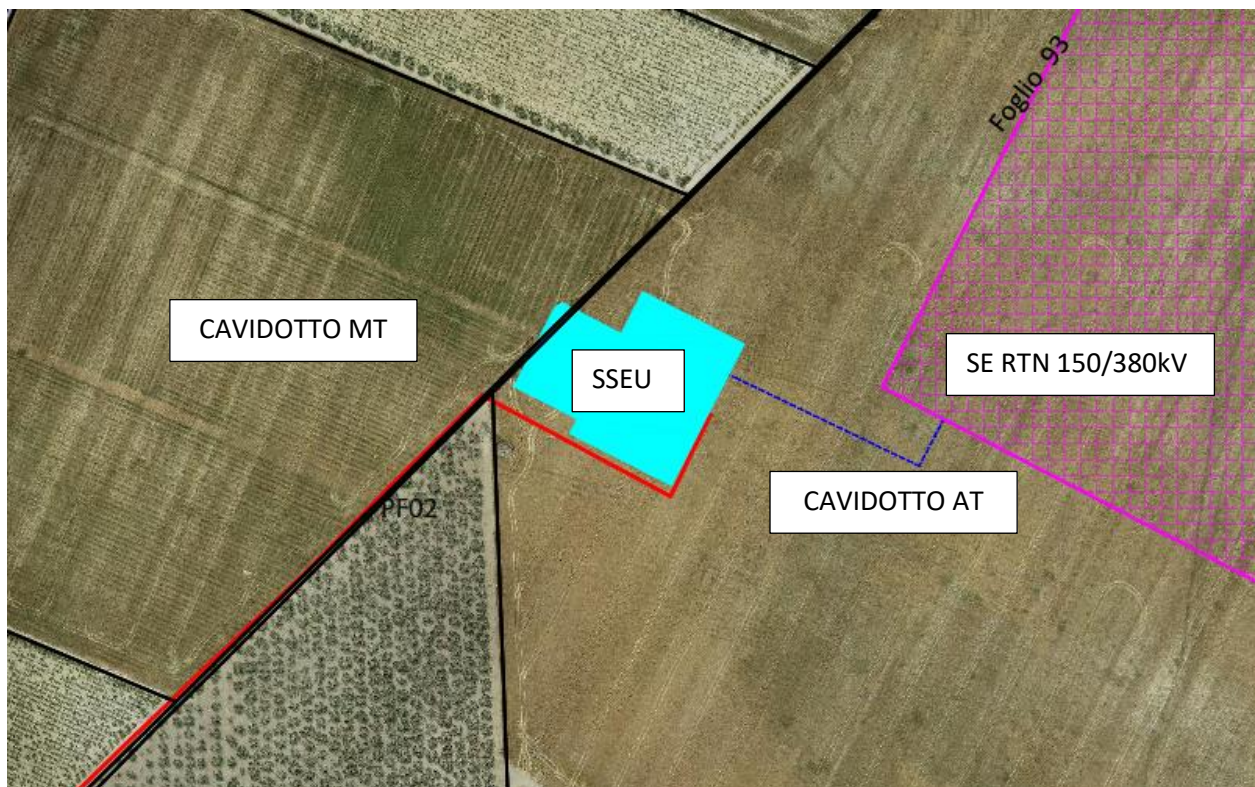 Foglio 93
CAVIDOTTO MT
SSEU
SE RTN 150/380kV
CAVIDOTTO AT
PF02